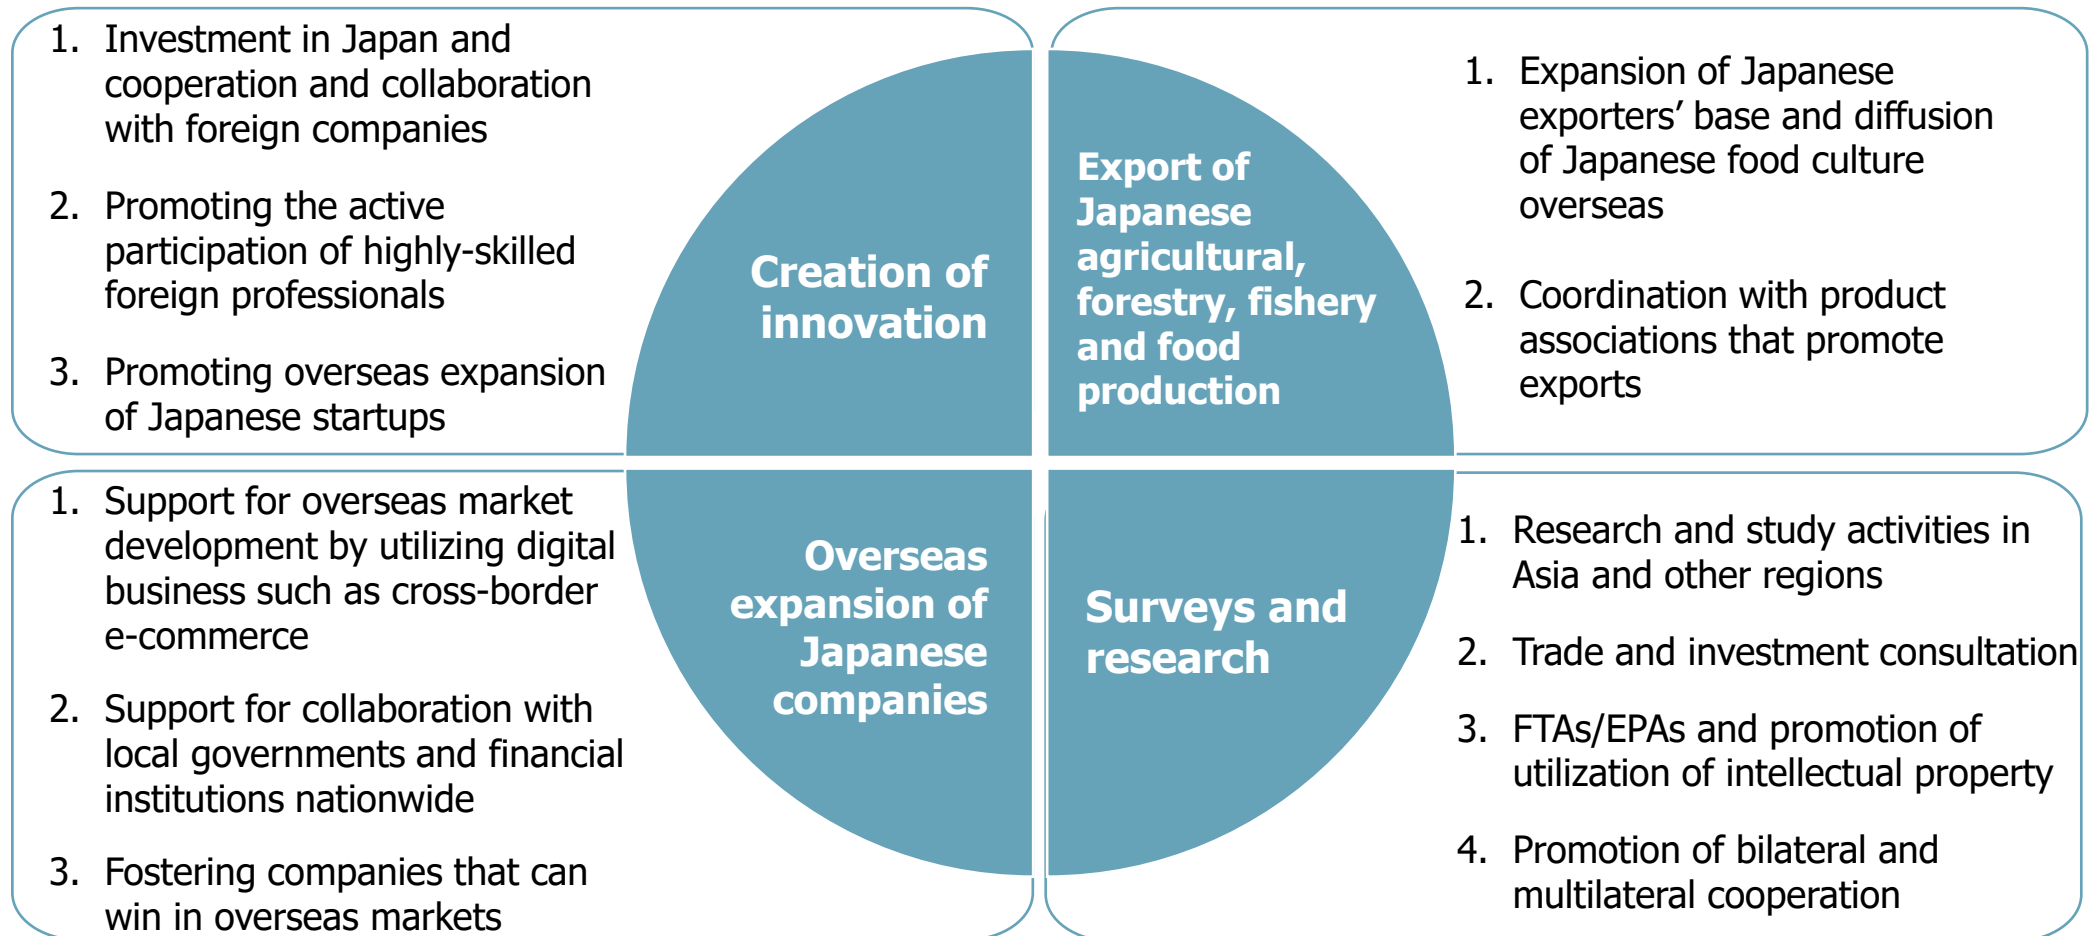 1. Investment in Japan and
cooperation and collaboration
with foreign companies
2. Promoting the active
participation of highly-skilled
foreign professionals
3. Promoting overseas expansion
of Japanese startups
Creation of
innovation
Export of
Japanese
agricultural,
forestry, fishery
and food
production
1. Expansion of Japanese
exporters’ base and diffusion
of Japanese food culture
overseas
2. Coordination with product
associations that promote
exports
1. Support for overseas market
development by utilizing digital
business such as cross-border
e-commerce
2. Support for collaboration with
local governments and financial
institutions nationwide
3. Fostering companies that can
win in overseas markets
Overseas
expansion of
Japanese
companies
Surveys and
research
1. Research and study activities in
Asia and other regions
2. Trade and investment consultation
3. FTAs/EPAs and promotion of
utilization of intellectual property
4. Promotion of bilateral and
multilateral cooperation